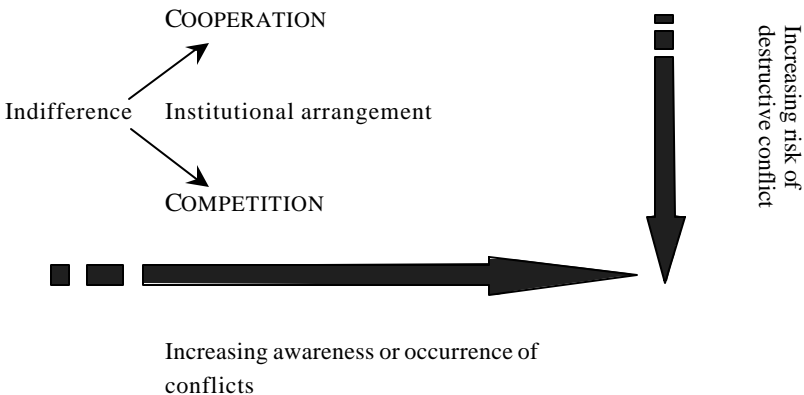 COOPERATION
Indifference
Institutional arrangement
COMPETITION
Increasing risk of
destructive conflict
Increasing awareness or occurrence of
conflicts